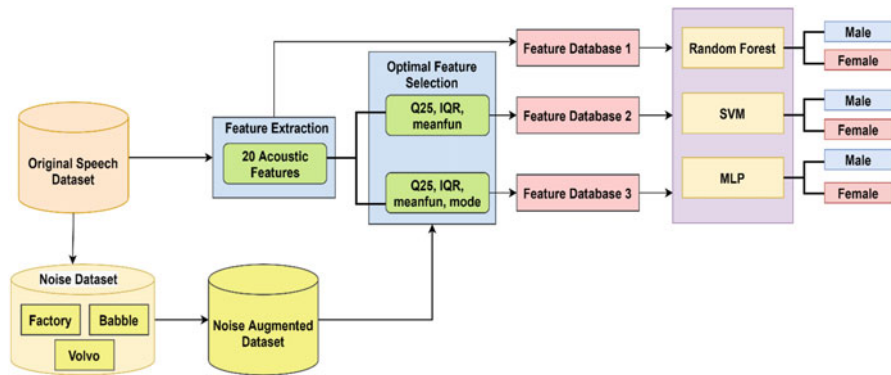 Original Speech
Dataset
Noise Dataset
Factory
Babble
Volvo
Noise Augmented
Dataset
Feature Extraction
20 Acoustic
Features
Optimal Feature
Selection
Q25, IQR,
meanfun
Q25, IQR,
meanfun, mode
Feature Database 1
Feature Database 2
Feature Database 3
Random Forest
SVM
MLP
Male
Female
Male
Female
Male
Female